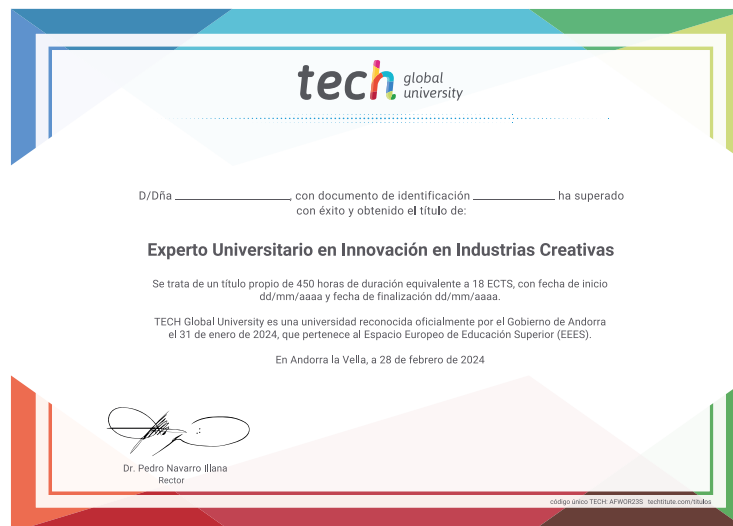 tech global university
D/Dña ____________________, con documento de identificación ______________ ha superado
con éxito y obtenido el título de:
Experto Universitario en Innovación en Industrias Creativas
Se trata de un título propio de 450 horas de duración equivalente a 18 ECTS, con fecha de inicio
dd/mm/aaaa y fecha de finalización dd/mm/aaaa.
TECH Global University es una universidad reconocida oficialmente por el Gobierno de Andorra
el 31 de enero de 2024, que pertenece al Espacio Europeo de Educación Superior (EEES).
En Andorra la Vella, a 28 de febrero de 2024
Dr. Pedro Navarro Illana
Rector
código único TECH: AFWOR23S techtitute.com/titulos